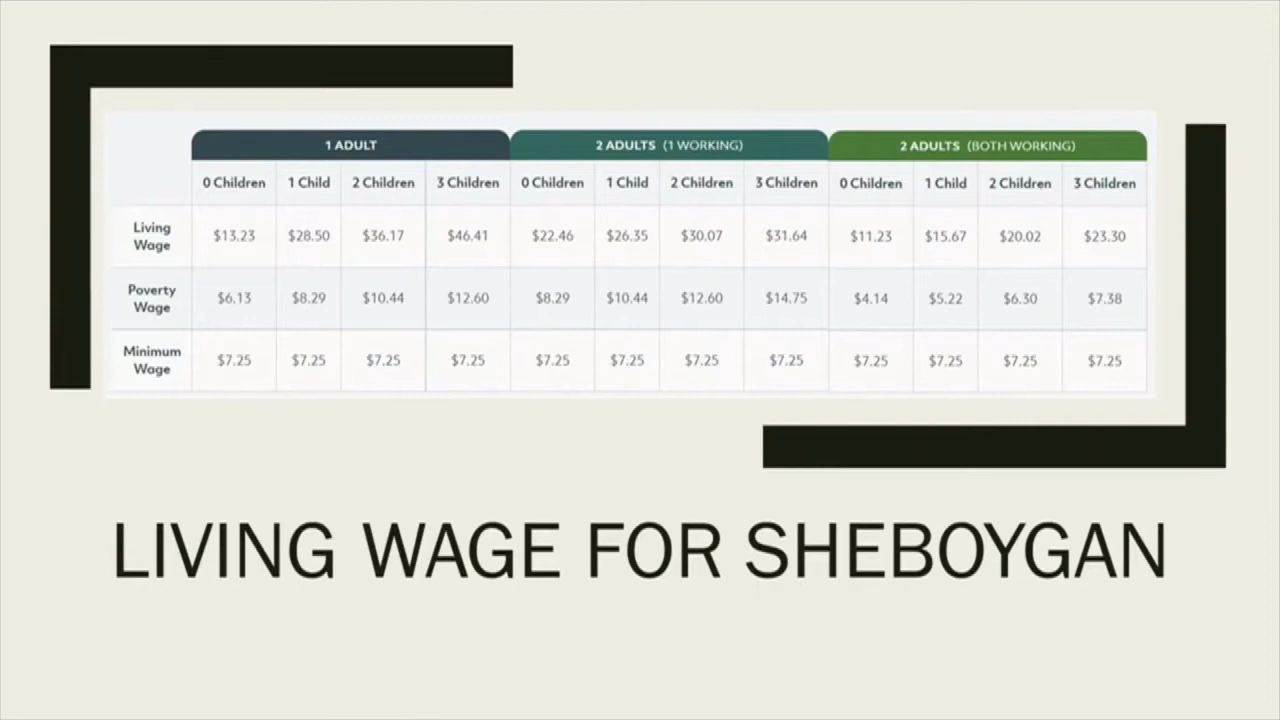 1 ADULT 2 ADULTS (1 WORKING) 2 ADULTS (BOTH WORKING)
0 Children 1 Child 2 Children 3 Children 0 Children 1 Child 2 Children 3 Children 0 Children 1 Child 2 Children 3 Children
Living
Wage $13.23 $28.50 $36.17 $46.41 $22.46 $26.35 $30.07 $31.64 $11.23 $15.67 $20.02 $23.30
Poverty
Wage $6.13 $8.29 $10.44 $12.60 $8.29 $10.44 $12.60 $14.75 $4.14 $5.22 $6.30 $7.38
Minimum
Wage $7.25 $7.25 $7.25 $7.25 $7.25 $7.25 $7.25 $7.25 $7.25 $7.25 $7.25 $7.25
LIVING WAGE FOR SHEBOYGAN